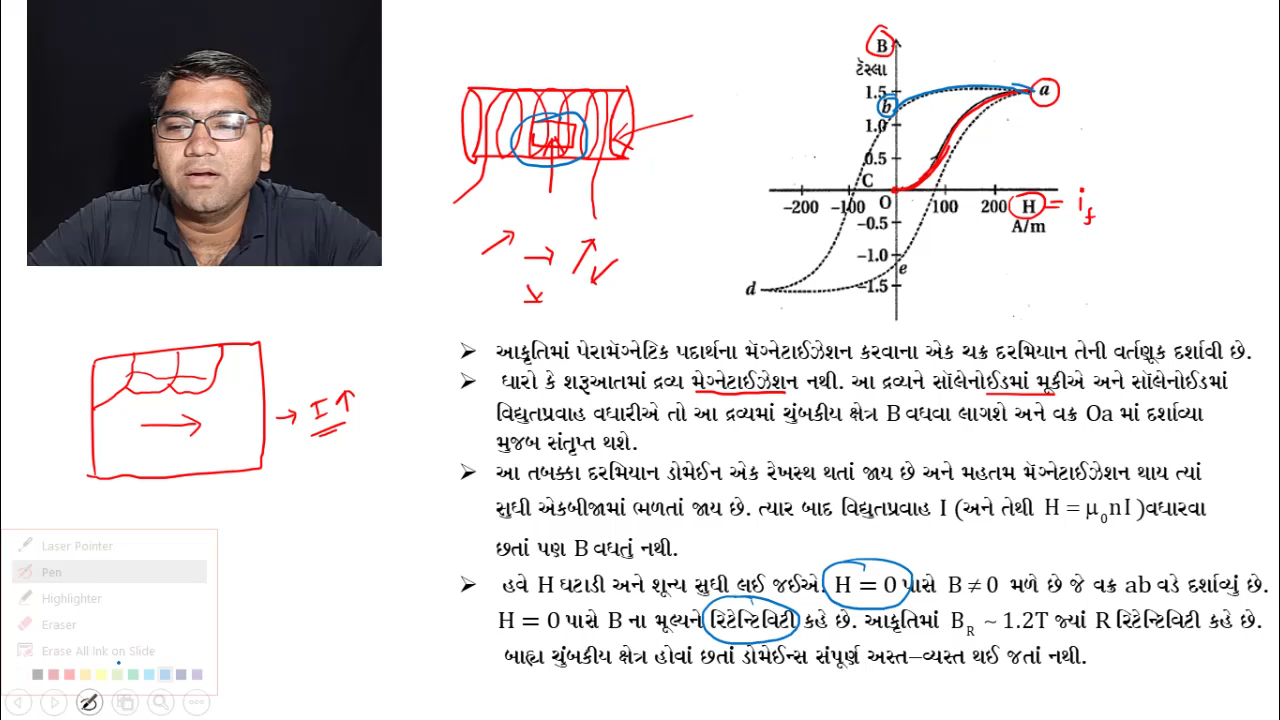 B
ટૅસ્લા
1.5
b
a
1.0
0.5
C
O
-200
-100
100
200
H
= i f
A/m
-0.5
-1.0
e
d
-1.5
I ↑
➢ આકૃતિમાં પેરામૅગ્નેટિક પદાર્થના મૅગ્નેટાઈઝેશન કરવાના એક ચક્ર દરમિયાન તેની વર્તણૂક દર્શાવી છે.
➢ ધારો કે શરૂઆતમાં દ્રવ્ય મેગ્નેટાઈઝેશન નથી. આ દ્રવ્યને સૉલેનોઈડમાં મૂકીએ અને સૉલેનોઈડમાં
વિદ્યુતપ્રવાહ વધારીએ તો આ દ્રવ્યમાં ચુંબકીય ક્ષેત્ર B વધવા લાગશે અને વક્ર Oa માં દર્શાવ્યા
મુજબ સંતૃપ્ત થશે.
➢ આ તબક્કા દરમિયાન ડોમેઈન એક રેખસ્થ થતાં જાય છે અને મહતમ મૅગ્નેટાઈઝેશન થાય ત્યાં
સુધી એકબીજામાં ભળતાં જાય છે. ત્યાર બાદ વિદ્યુતપ્રવાહ I (અને તેથી H = μ₀nI) વધારવા
છતાં પણ B વધતું નથી.
➢ હવે H ઘટાડી અને શૂન્ય સુધી લઈ જઈએ. H = 0 પાસે B ≠ 0 મળે છે જે વક્ર ab વડે દર્શાવ્યું છે.
H = 0 પાસે B ના મૂલ્યને રિટેન્ટિવિટી કહે છે. આકૃતિમાં B_R ~ 1.2T જ્યાં R રિટેન્ટિવિટી કહે છે.
બાહ્ય ચુંબકીય ક્ષેત્ર હોવાં છતાં ડોમેઈન્સ સંપૂર્ણ અસ્ત-વ્યસ્ત થઈ જતાં નથી.
Laser Pointer
Pen
Highlighter
Eraser
Erase All Ink on Slide